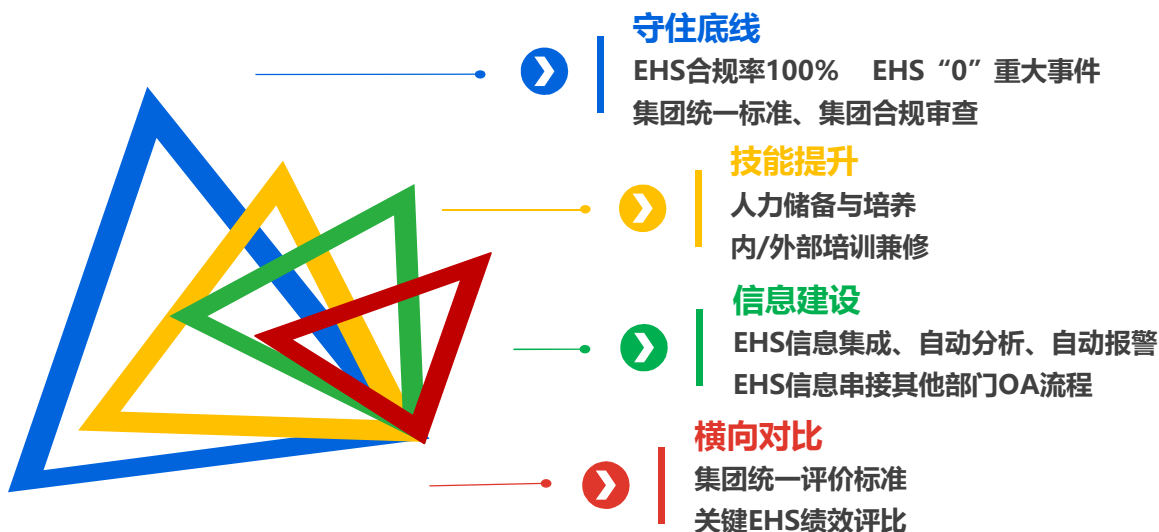 守住底线
EHS合规率100% EHS“0”重大事件
集团统一标准、集团合规审查
技能提升
人力储备与培养
内/外部培训兼修
信息建设
EHS信息集成、自动分析、自动报警
EHS信息串接其他部门OA流程
横向对比
集团统一评价标准
关键EHS绩效评比